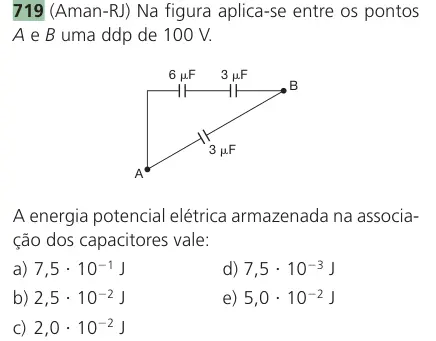 719 (Aman-RJ) Na figura aplica-se entre os pontos
A e B uma ddp de 100 V.
6 μF 3 μF
B
3 μF
A
A energia potencial elétrica armazenada na associa-
ção dos capacitores vale:
a) 7,5 · 10⁻¹ J d) 7,5 · 10⁻³ J
b) 2,5 · 10⁻² J e) 5,0 · 10⁻² J
c) 2,0 · 10⁻² J